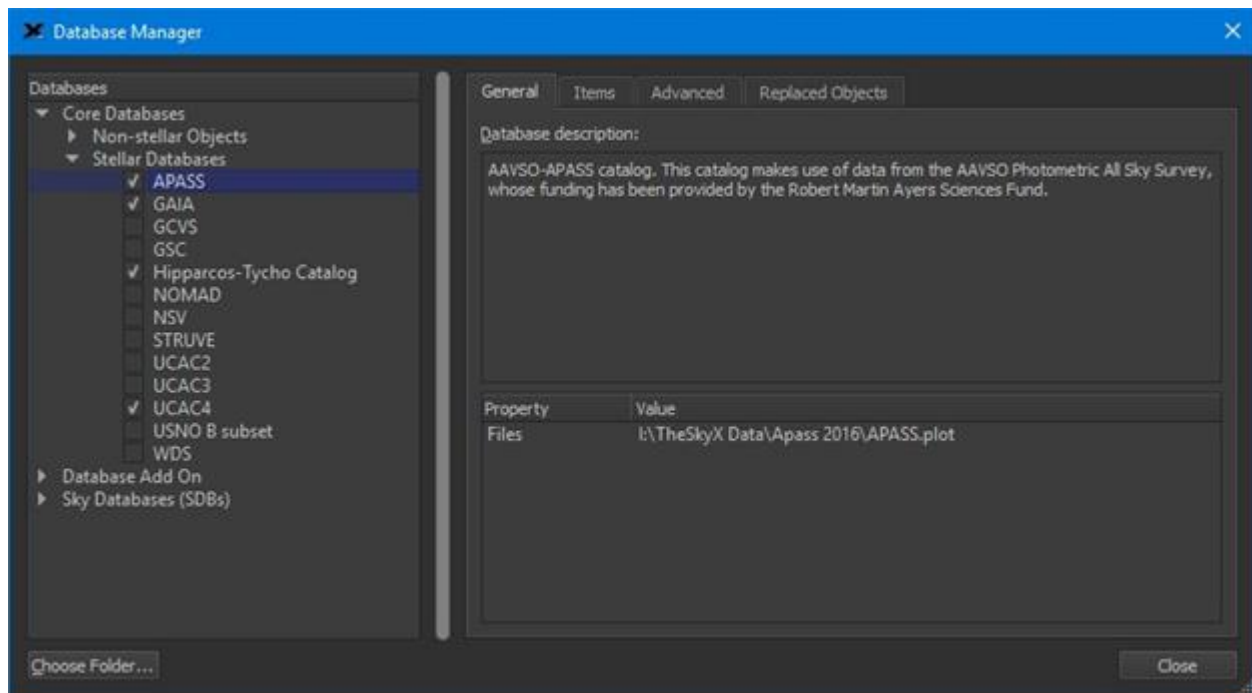 Database Manager
Databases
Core Databases
Non-stellar Objects
Stellar Databases
APASS
GAIA
GCVS
GSC
Hipparcos-Tycho Catalog
NOMAD
NSV
STRUVE
UCAC2
UCAC3
UCAC4
USNO B subset
WDS
Database Add On
Sky Databases (SDBs)
Choose Folder...
General Items Advanced Replaced Objects
Database description:
AAVSO-APASS catalog. This catalog makes use of data from the AAVSO Photometric All Sky Survey,
whose funding has been provided by the Robert Martin Ayers Sciences Fund.
Property Value
Files I:\TheSkyX Data\Apass 2016\APASS.plot
Close